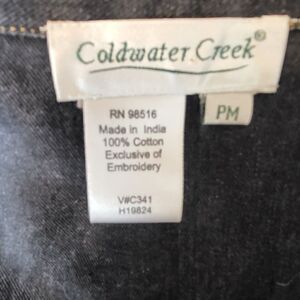 Coldwater Creek®
PM
RN 98516
Made in India
100% Cotton
Exclusive of
Embroidery
V#C341
H19824